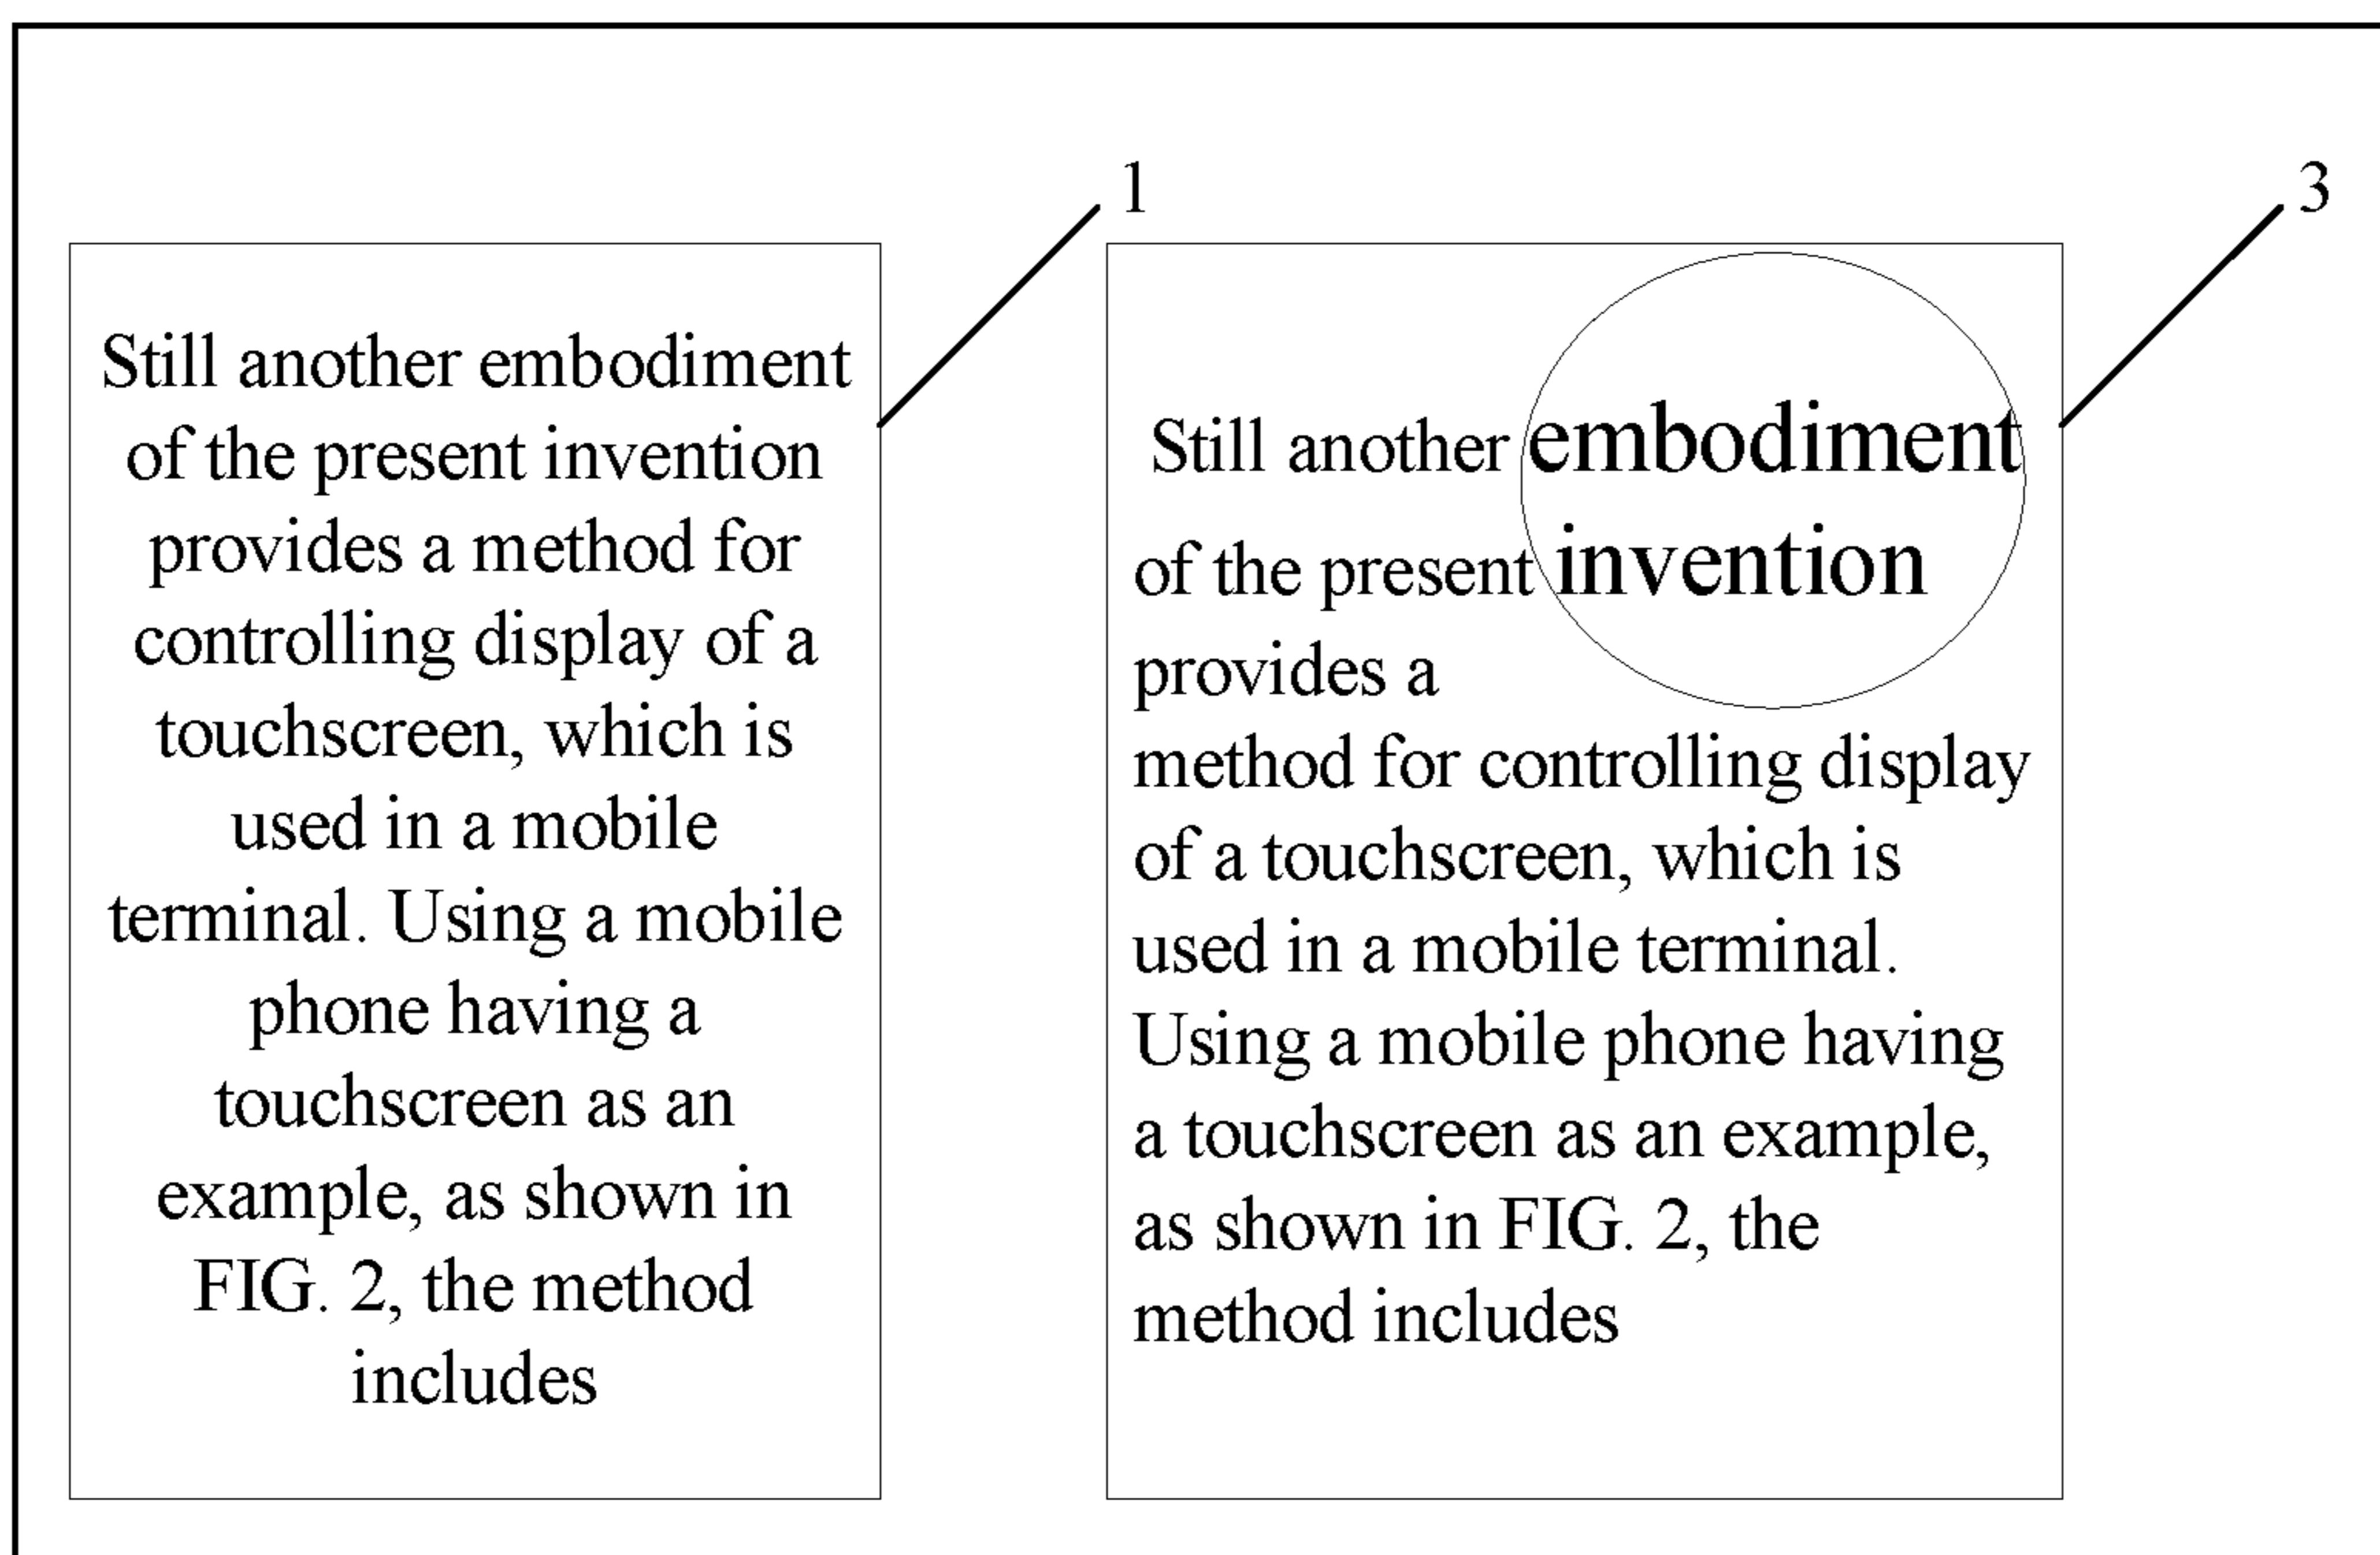 1
Still another embodiment
of the present invention
provides a method for
controlling display of a
touchscreen, which is
used in a mobile
terminal. Using a mobile
phone having a
touchscreen as an
example, as shown in
FIG. 2, the method
includes
3
Still another embodiment
of the present invention
provides a
method for controlling display
of a touchscreen, which is
used in a mobile terminal.
Using a mobile phone having
a touchscreen as an example,
as shown in FIG. 2, the
method includes